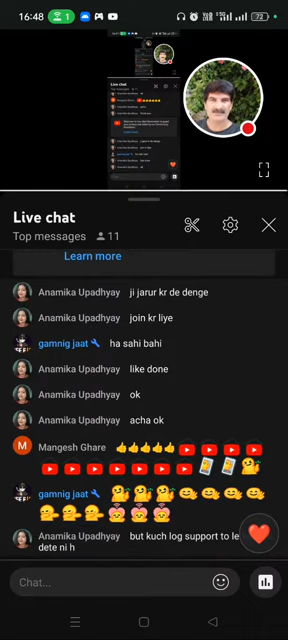 16:48
1
72
Live chat
Top messages 11
Learn more
Anamika Upadhyay ji jarur kr de denge
Anamika Upadhyay join kr liye
gamnig jaat ha sahi bahi
Anamika Upadhyay like done
Anamika Upadhyay ok
Anamika Upadhyay acha ok
M Mangesh Ghare
gamnig jaat
Anamika Upadhyay but kuch log support to le
dete ni h
Chat...